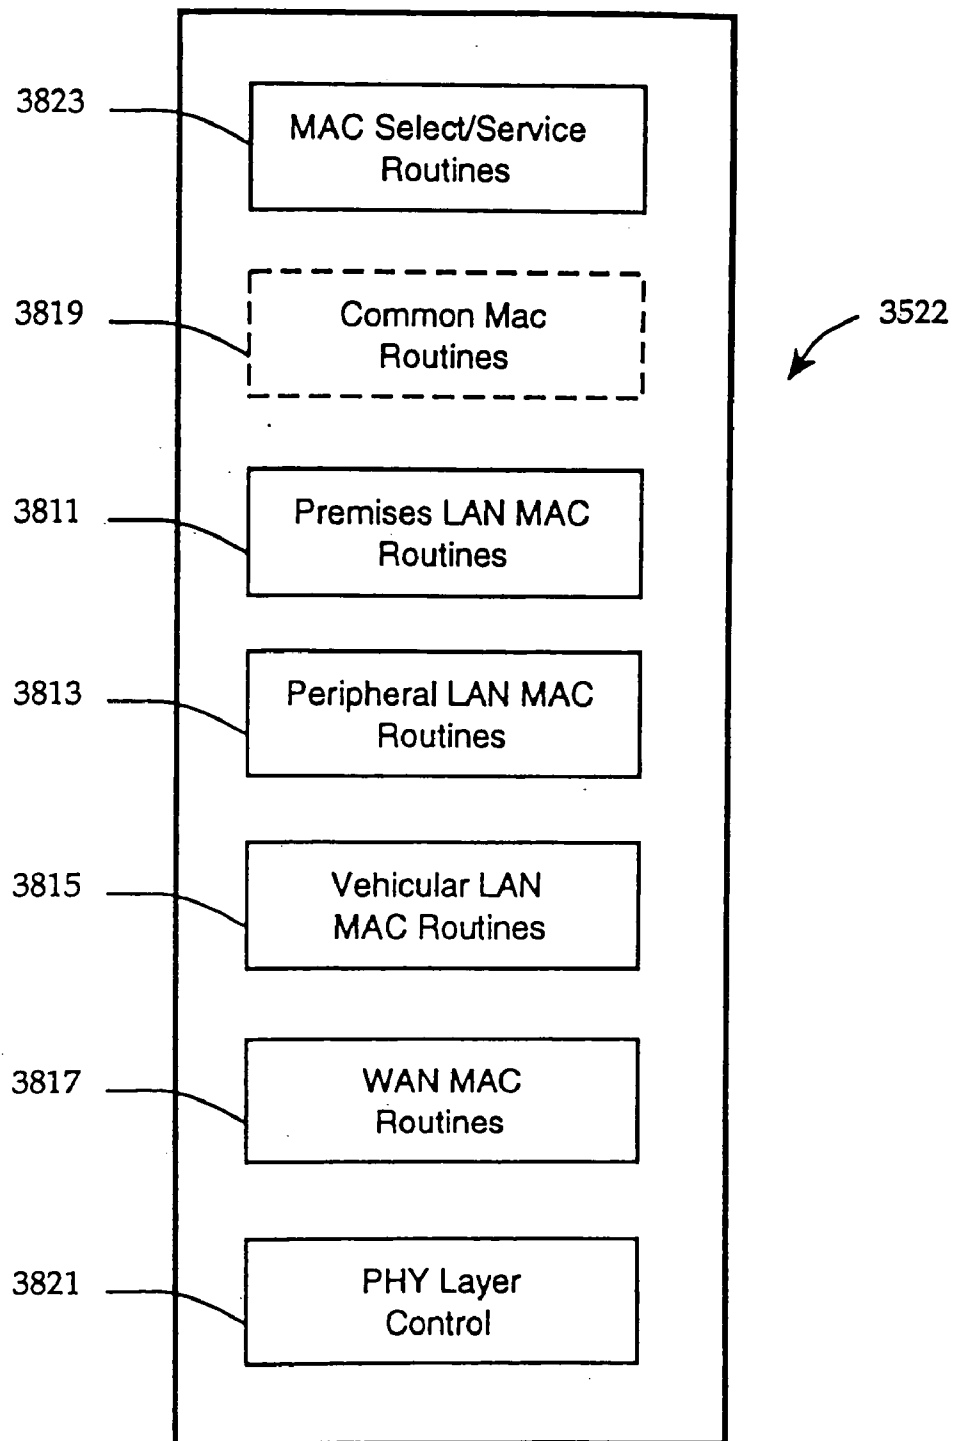 3823
MAC Select/Service
Routines
3819
Common Mac
Routines
3522
3811
Premises LAN MAC
Routines
3813
Peripheral LAN MAC
Routines
3815
Vehicular LAN
MAC Routines
3817
WAN MAC
Routines
3821
PHY Layer
Control